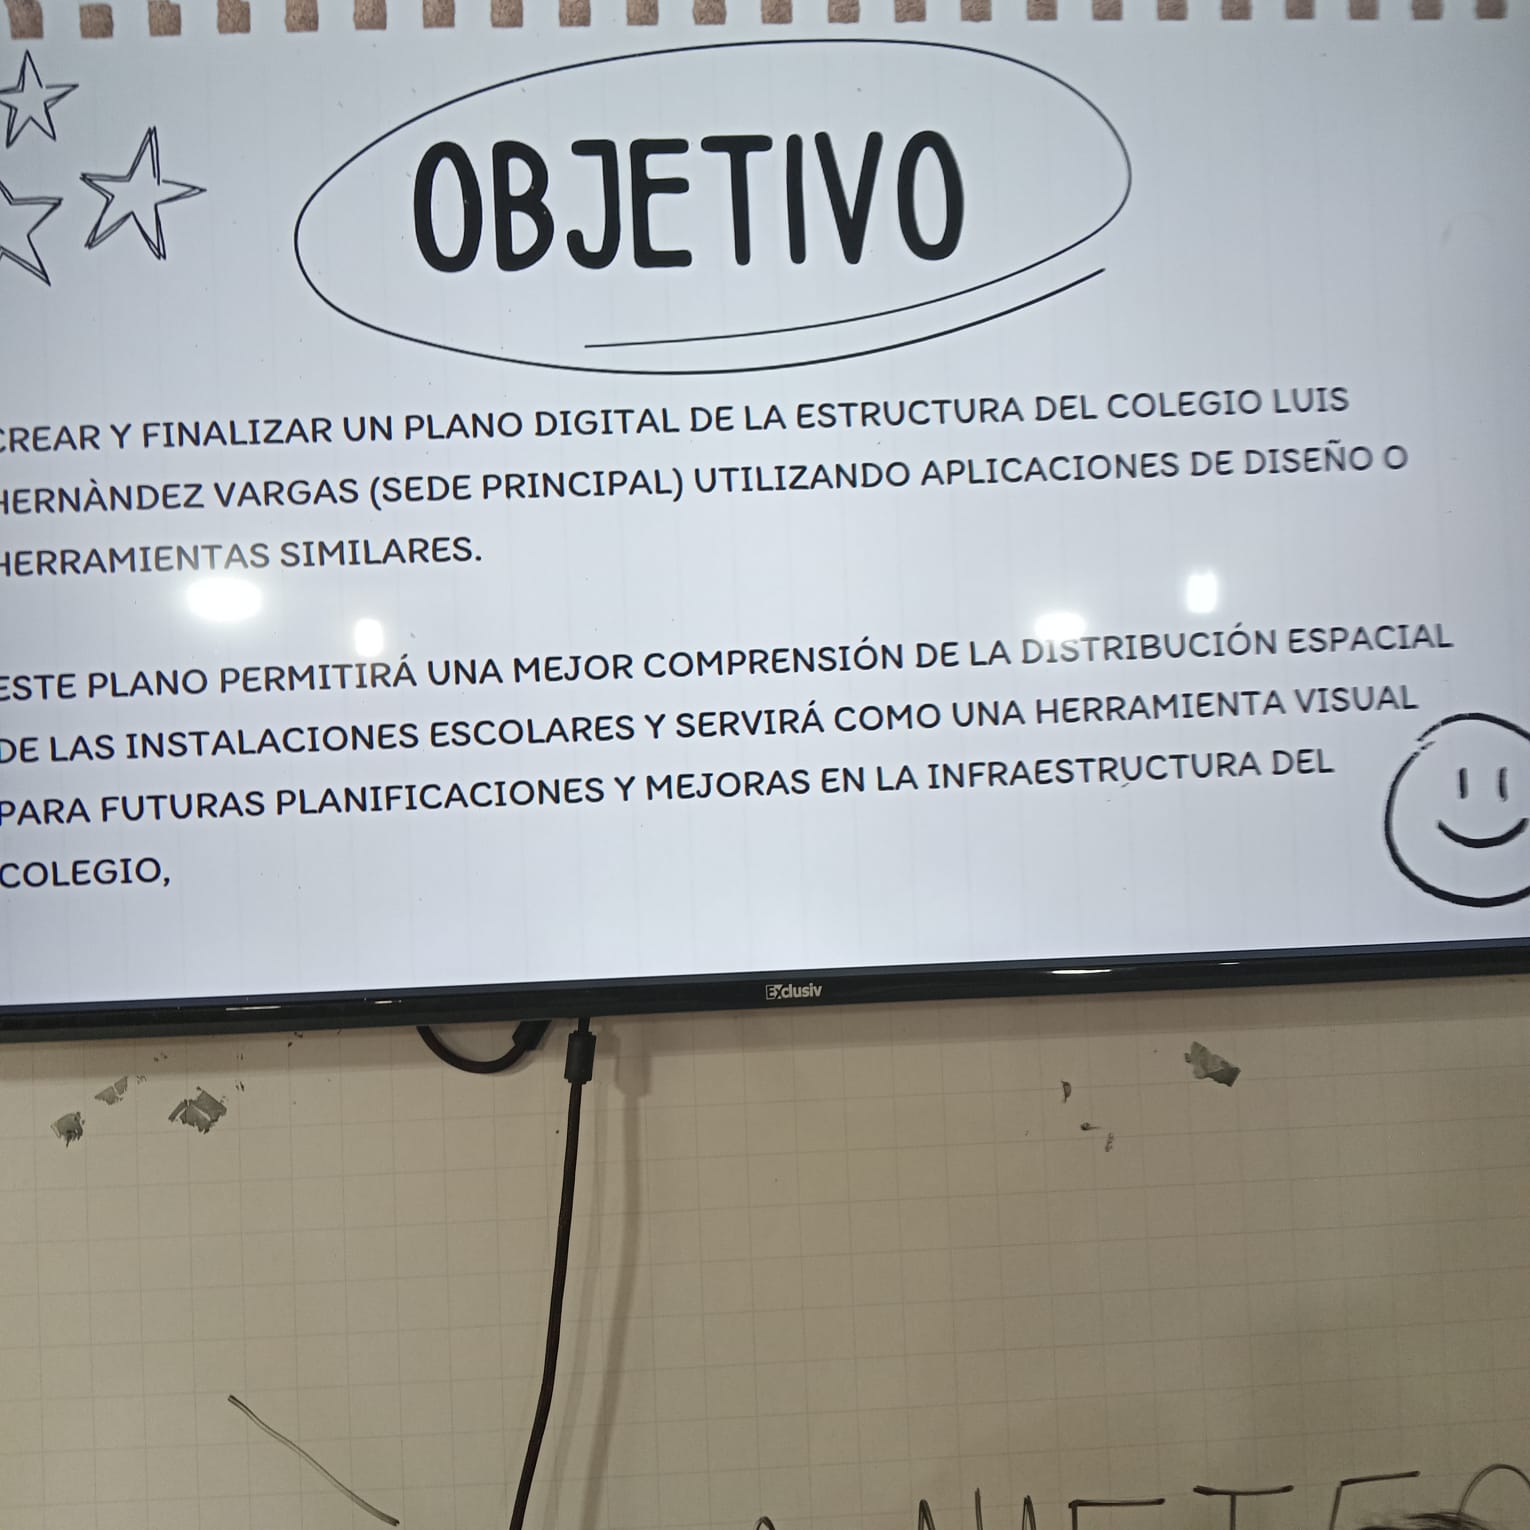 OBJETIVO
CREAR Y FINALIZAR UN PLANO DIGITAL DE LA ESTRUCTURA DEL COLEGIO LUIS
HERNÀNDEZ VARGAS (SEDE PRINCIPAL) UTILIZANDO APLICACIONES DE DISEÑO O
HERRAMIENTAS SIMILARES.
ESTE PLANO PERMITIRÁ UNA MEJOR COMPRENSIÓN DE LA DISTRIBUCIÓN ESPACIAL
DE LAS INSTALACIONES ESCOLARES Y SERVIRÁ COMO UNA HERRAMIENTA VISUAL
PARA FUTURAS PLANIFICACIONES Y MEJORAS EN LA INFRAESTRUCTURA DEL
COLEGIO,
Exclusiv